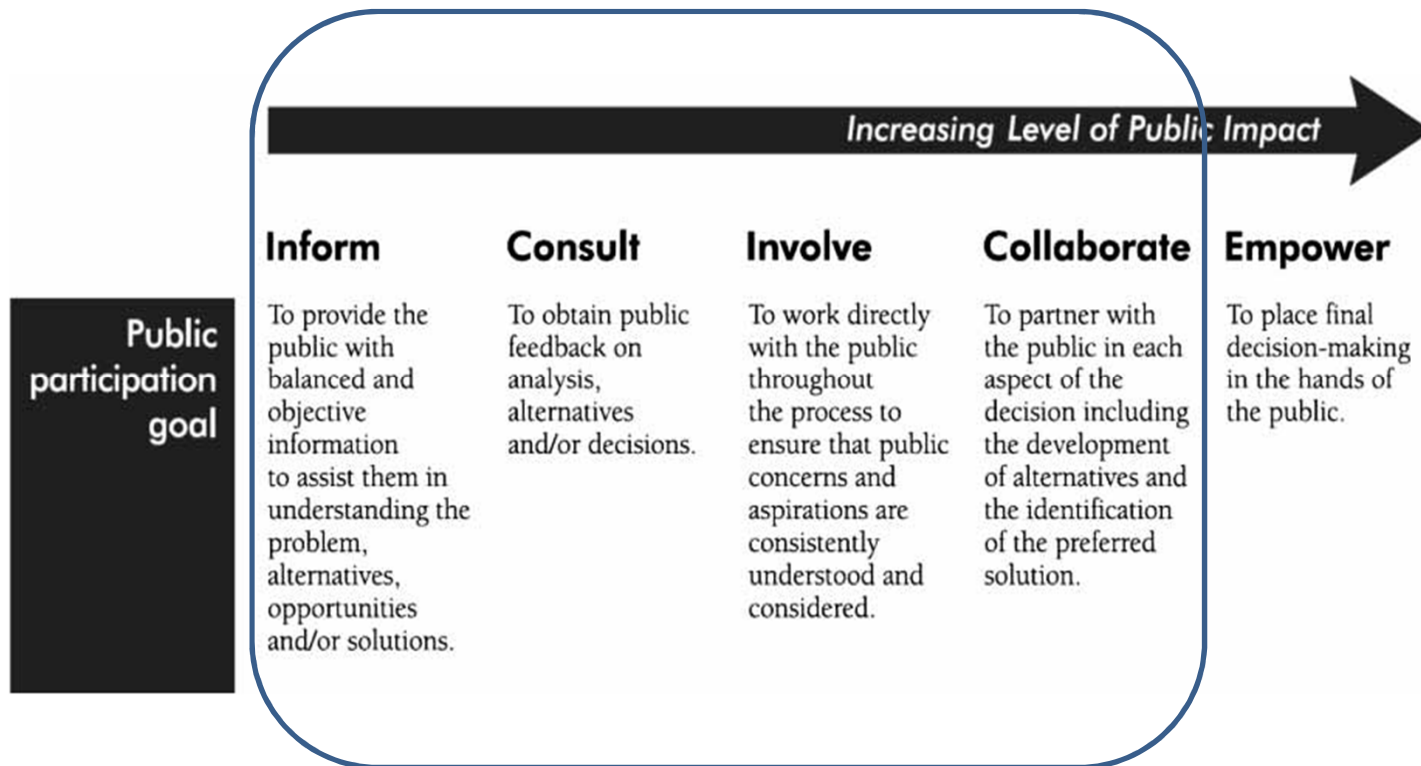 Increasing Level of Public Impact
Inform
Consult
Involve
Collaborate
Empower
Public
participation
goal
To provide the
public with
balanced and
objective
information
to assist them in
understanding the
problem,
alternatives,
opportunities
and/or solutions.
To obtain public
feedback on
analysis,
alternatives
and/or decisions.
To work directly
with the public
throughout
the process to
ensure that public
concerns and
aspirations are
consistently
understood and
considered.
To partner with
the public in each
aspect of the
decision including
the development
of alternatives and
the identification
of the preferred
solution.
To place final
decision-making
in the hands of
the public.